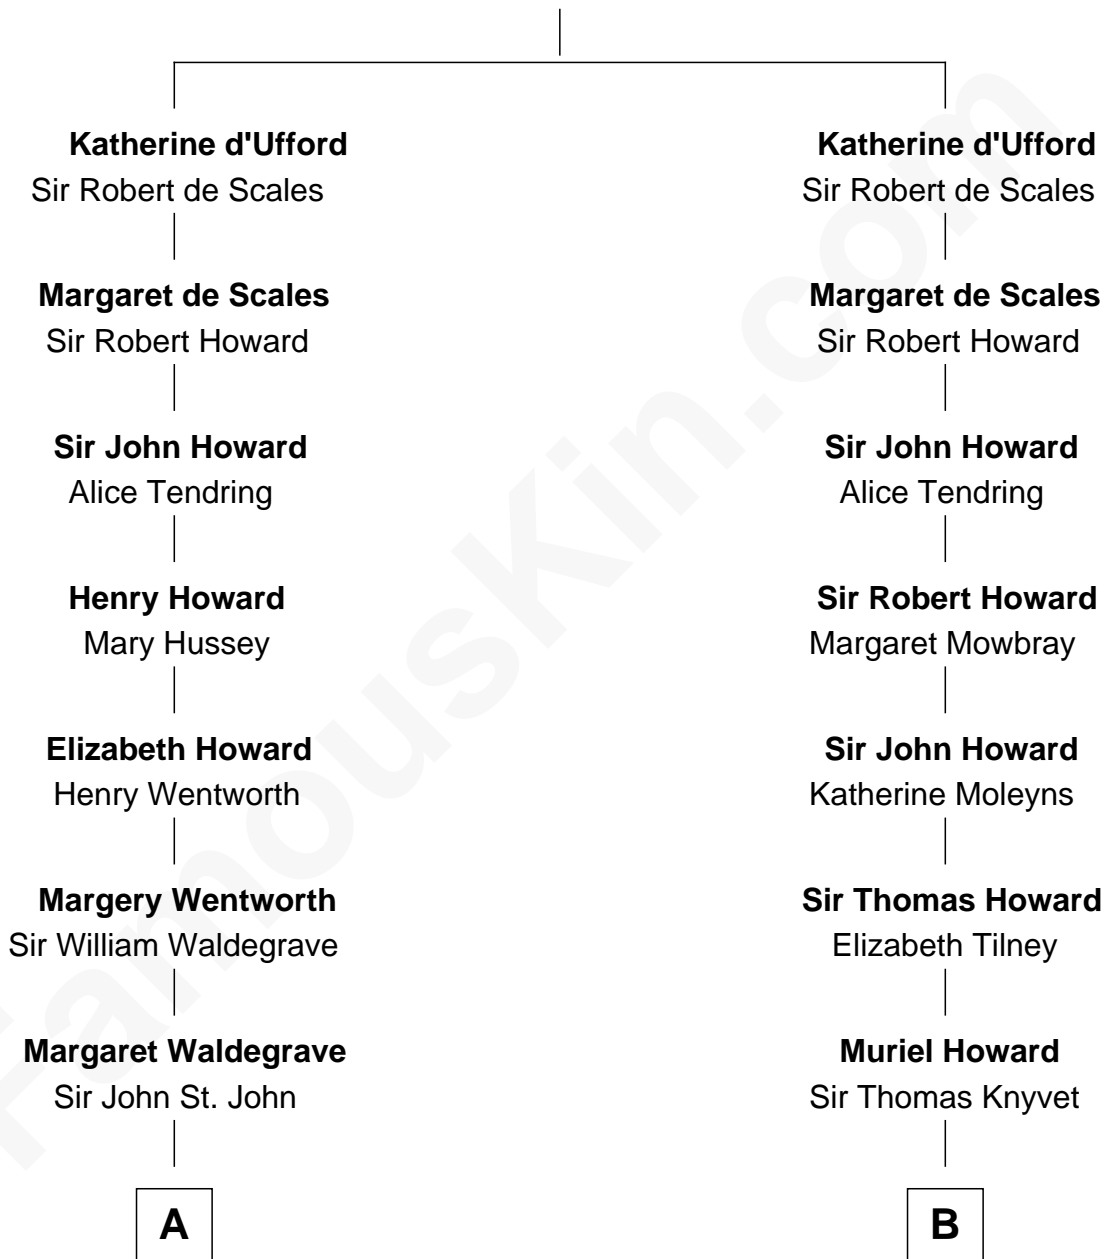 Katherine d'Ufford
Sir Robert de Scales
Margaret de Scales
Sir Robert Howard
Sir John Howard
Alice Tendring
Henry Howard
Mary Hussey
Elizabeth Howard
Henry Wentworth
Margery Wentworth
Sir William Waldegrave
Margaret Waldegrave
Sir John St. John
A
Katherine d'Ufford
Sir Robert de Scales
Margaret de Scales
Sir Robert Howard
Sir John Howard
Alice Tendring
Sir Robert Howard
Margaret Mowbray
Sir John Howard
Katherine Moleyns
Sir Thomas Howard
Elizabeth Tilney
Muriel Howard
Sir Thomas Knyvet
B
FamousKin.com